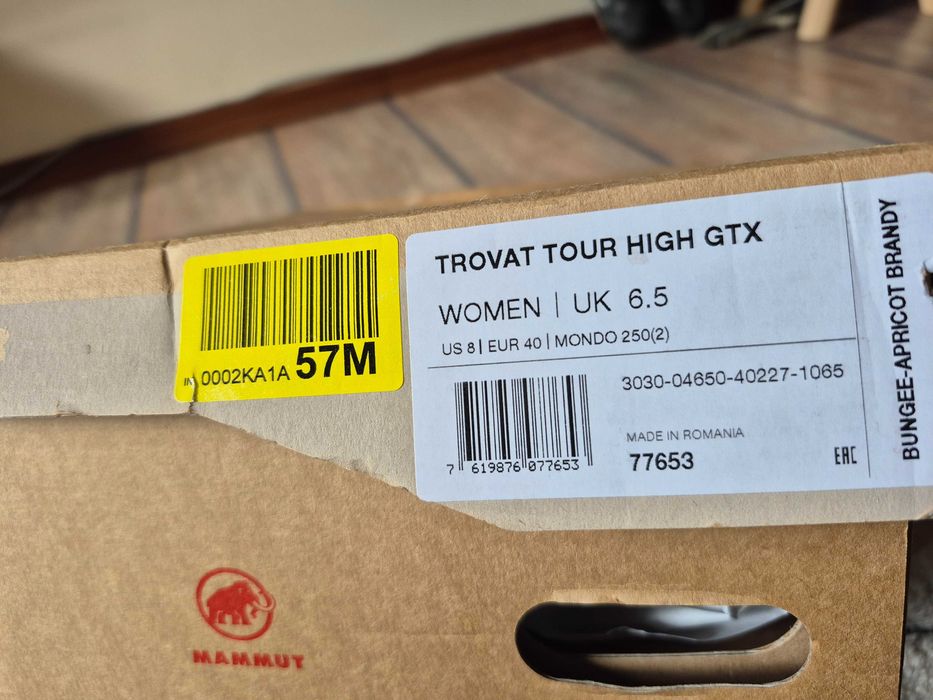 TROVAT TOUR HIGH GTX
WOMEN | UK 6.5
US 8 | EUR 40 | MONDO 250(2)
3030-04650-40227-1065
MADE IN ROMANIA
77653
EAC
7 619876 077653
BUNGEE-APRICOT BRANDY
0002KA1A 57M
MAMMUT